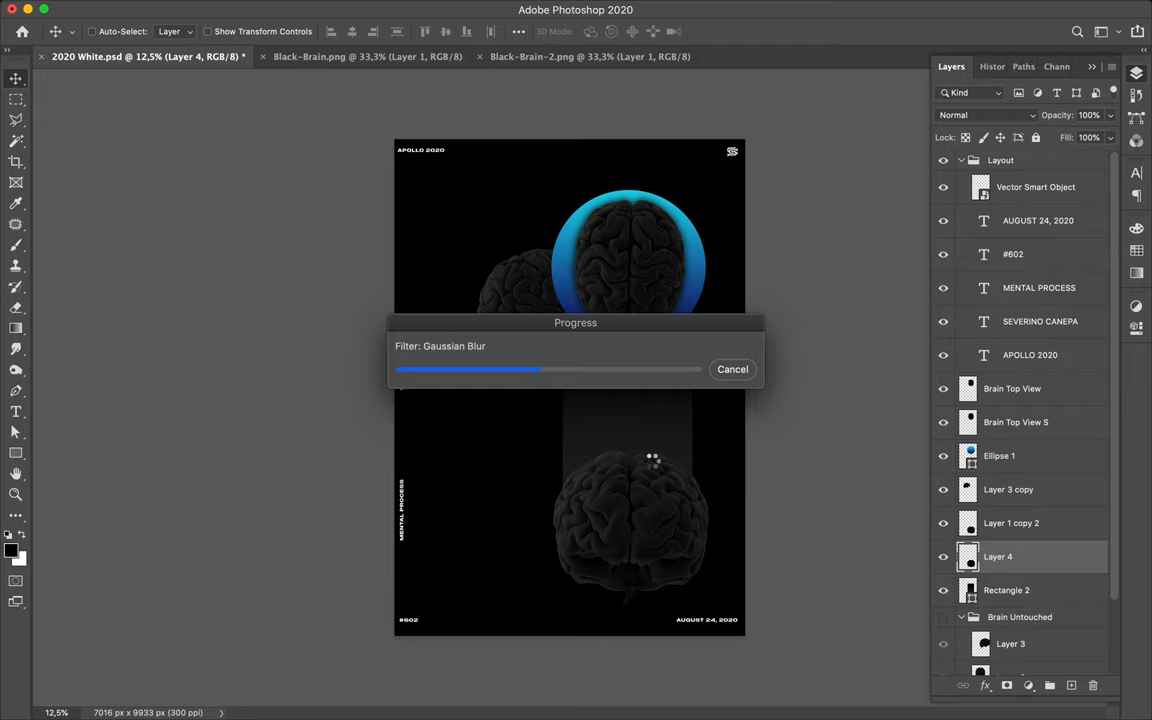 Adobe Photoshop 2020
Auto-Select: Layer Show Transform Controls 3D Mode:
2020 White.psd @ 12,5% (Layer 4, RGB/8) * Black-Brain.png @ 33,3% (Layer 1, RGB/8) Black-Brain-2.png @ 33,3% (Layer 1, RGB/8)
Layers Histor Paths Chann
Kind
Normal Opacity: 100%
Lock: Fill: 100%
Layout
Vector Smart Object
AUGUST 24, 2020
#602
MENTAL PROCESS
SEVERINO CANEPA
APOLLO 2020
Brain Top View
Brain Top View S
Ellipse 1
Layer 3 copy
Layer 1 copy 2
Layer 4
Rectangle 2
Brain Untouched
Layer 3
APOLLO 2020
Progress
Filter: Gaussian Blur
Cancel
MENTAL PROCESS
#602 AUGUST 24, 2020
12,5% 7016 px x 9933 px (300 ppi)